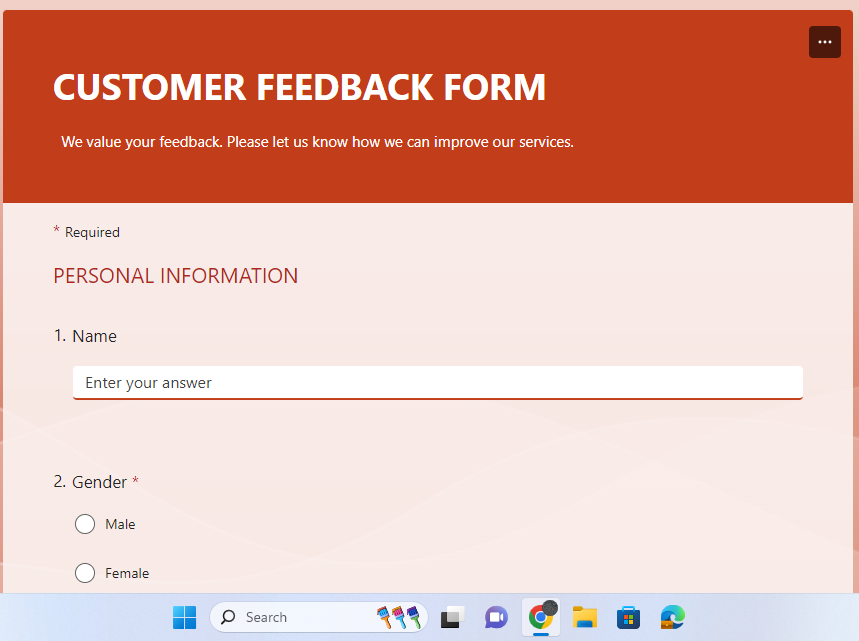 CUSTOMER FEEDBACK FORM
We value your feedback. Please let us know how we can improve our services.
* Required
PERSONAL INFORMATION
1. Name
Enter your answer
2. Gender *
Male
Female
Search